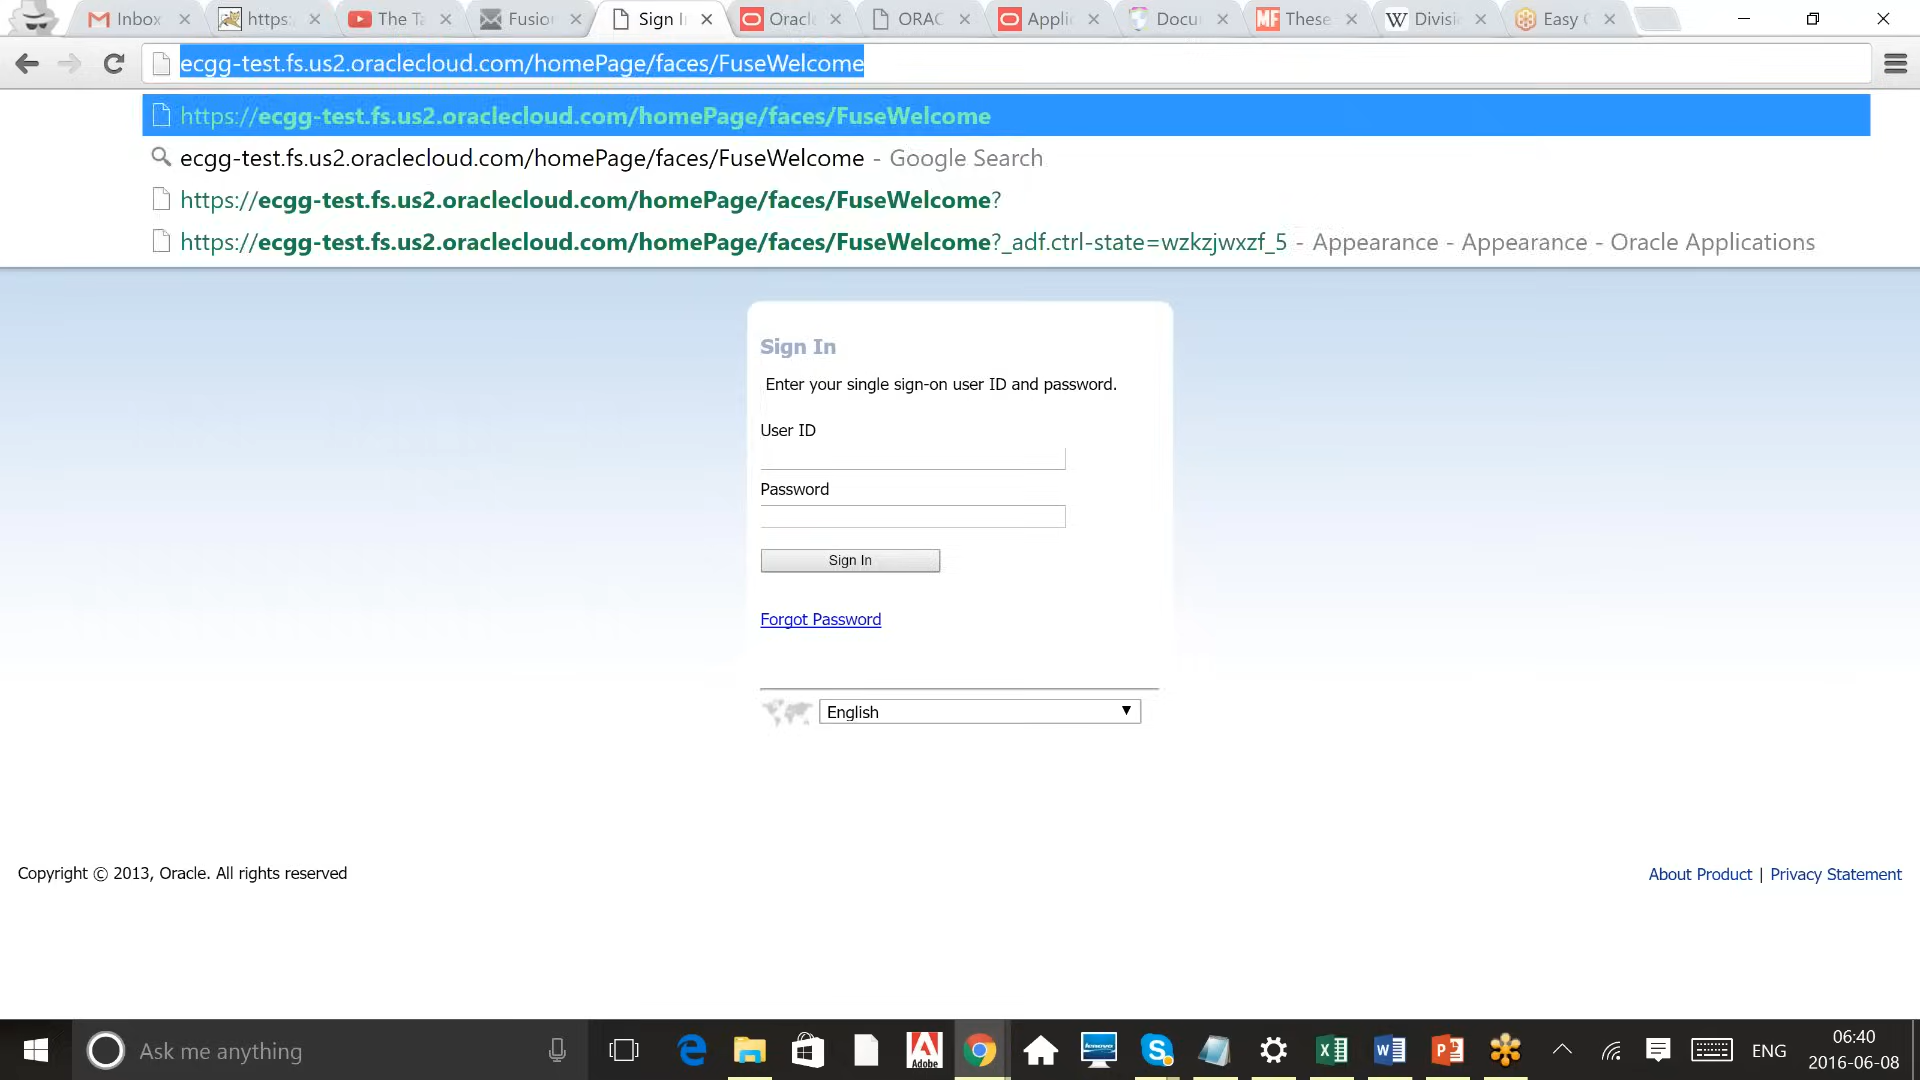 Inbox
https:
The Ta
Fusio
Sign I
Oracl
ORAC
Appli
Docu
These
Divisi
Easy
ecgg-test.fs.us2.oraclecloud.com/homePage/faces/FuseWelcome
https://ecgg-test.fs.us2.oraclecloud.com/homePage/faces/FuseWelcome
ecgg-test.fs.us2.oraclecloud.com/homePage/faces/FuseWelcome - Google Search
https://ecgg-test.fs.us2.oraclecloud.com/homePage/faces/FuseWelcome?
https://ecgg-test.fs.us2.oraclecloud.com/homePage/faces/FuseWelcome?_adf.ctrl-state=wzkzjwxzf_5 - Appearance - Appearance - Oracle Applications
Sign In
Enter your single sign-on user ID and password.
User ID
Password
Sign In
Forgot Password
English
Copyright © 2013, Oracle. All rights reserved
About Product | Privacy Statement
Ask me anything
ENG
06:40
2016-06-08